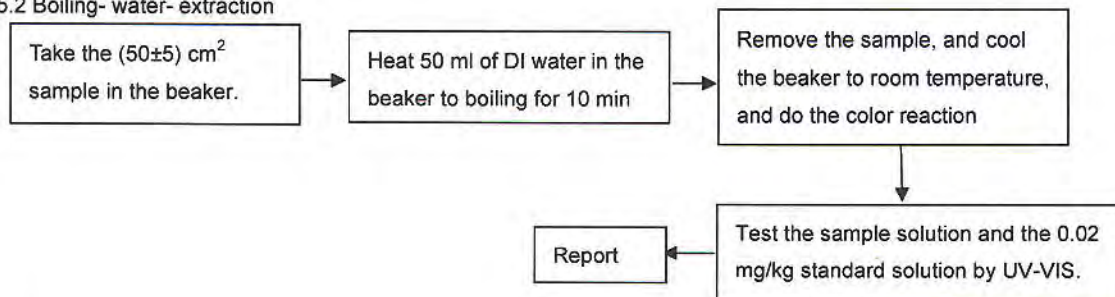 5.2 Boiling- water- extraction
Take the (50±5) cm²
sample in the beaker.
Heat 50 ml of DI water in the
beaker to boiling for 10 min
Remove the sample, and cool
the beaker to room temperature,
and do the color reaction
Test the sample solution and the 0.02
mg/kg standard solution by UV-VIS.
Report